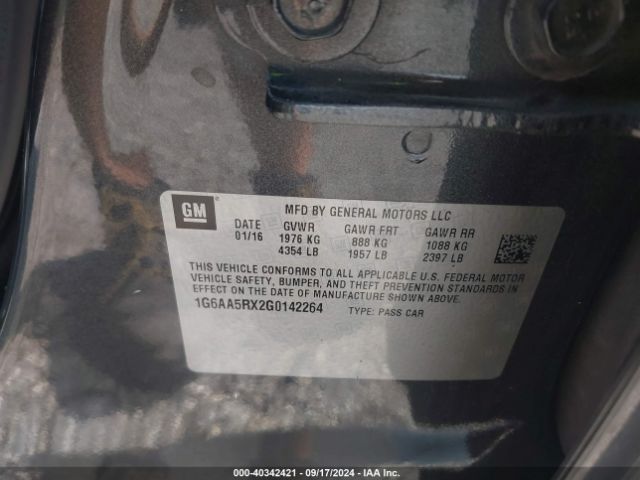 GM
MFD BY GENERAL MOTORS LLC
DATE GVWR GAWR FRT GAWR RR
01/16 1976 KG 888 KG 1088 KG
4354 LB 1957 LB 2397 LB
THIS VEHICLE CONFORMS TO ALL APPLICABLE U.S. FEDERAL MOTOR
VEHICLE SAFETY, BUMPER, AND THEFT PREVENTION STANDARDS IN
EFFECT ON THE DATE OF MANUFACTURE SHOWN ABOVE.
1G6AA5RX2G0142264 TYPE: PASS CAR
000-40342421 - 09/17/2024 - IAA Inc.